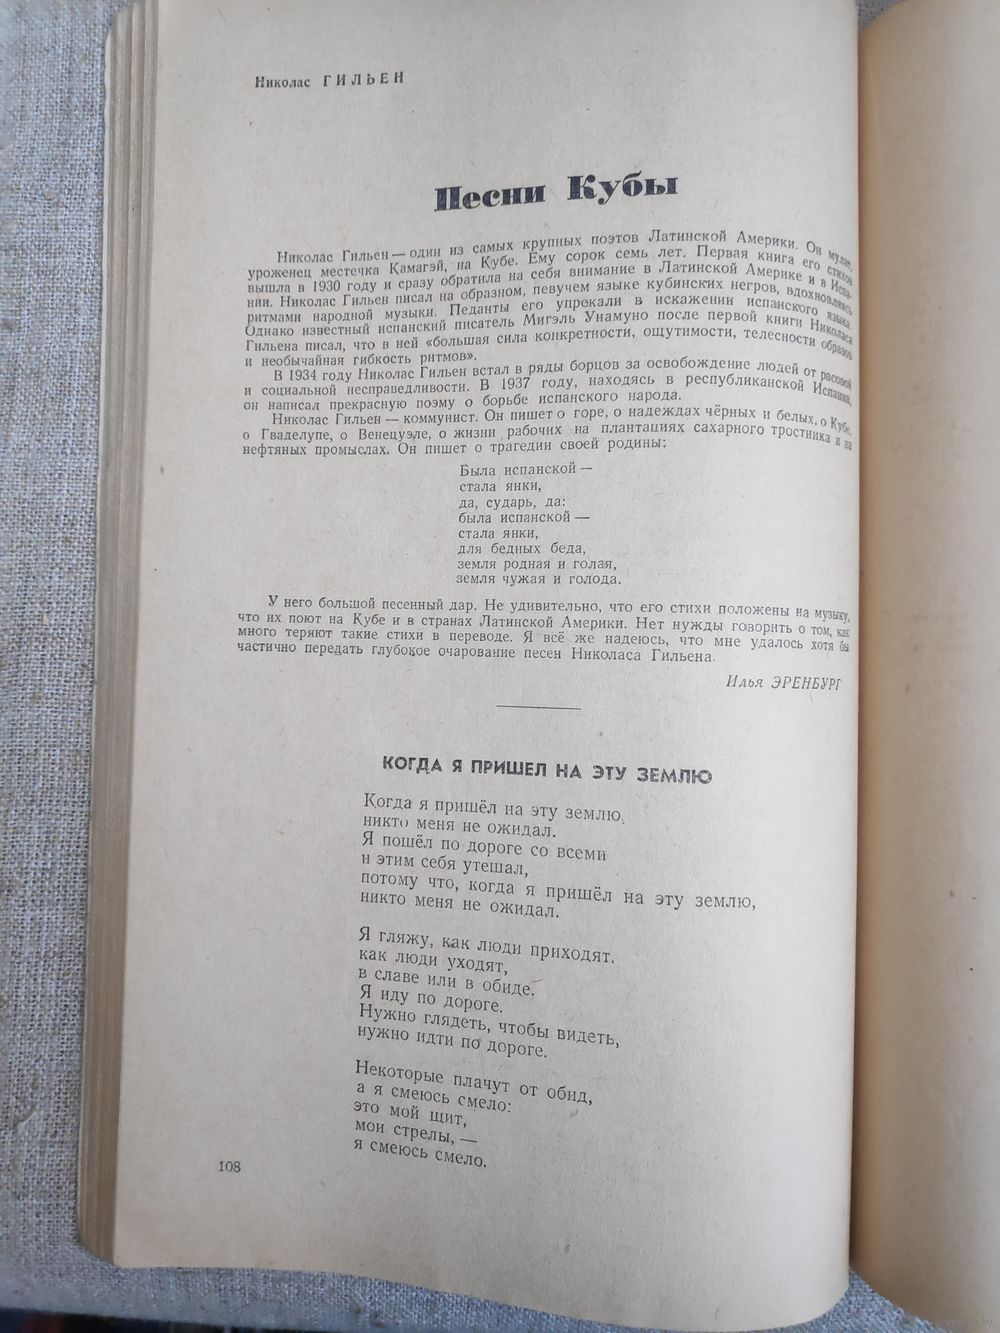 Николас ГИЛЬЕН
Песни Кубы
Николас Гильен — один из самых крупных поэтов Латинской Америки. Он мулат,
уроженец местечка Камагэй, на Кубе. Ему сорок семь лет. Первая книга его стихов
вышла в 1930 году и сразу обратила на себя внимание в Латинской Америке и в Испа-
нии. Николас Гильен писал на образном, певучем языке кубинских негров, вдохновляясь
ритмами народной музыки. Педанты его упрекали в искажении испанского языка.
Однако известный испанский писатель Мигэль Унамуно после первой книги Николаса
Гильена писал, что в ней «большая сила конкретности, ощутимости, телесности образов
и необычайная гибкость ритмов».
В 1934 году Николас Гильен встал в ряды борцов за освобождение людей от расовой
и социальной несправедливости. В 1937 году, находясь в республиканской Испании,
он написал прекрасную поэму о борьбе испанского народа.
Николас Гильен — коммунист. Он пишет о горе, о надеждах чёрных и белых, о Кубе,
о Гваделупе, о Венецуэле, о жизни рабочих на плантациях сахарного тростника и на
нефтяных промыслах. Он пишет о трагедии своей родины:
Была испанской —
стала янки,
да, сударь, да:
была испанской —
стала янки,
для бедных беда,
земля родная и голая,
земля чужая и голода.
У него большой песенный дар. Не удивительно, что его стихи положены на музыку,
что их поют на Кубе и в странах Латинской Америки. Нет нужды говорить о том, как
много теряют такие стихи в переводе. Я всё же надеюсь, что мне удалось хотя бы
частично передать глубокое очарование песен Николаса Гильена.
Илья ЭРЕНБУРГ
КОГДА Я ПРИШЕЛ НА ЭТУ ЗЕМЛЮ
Когда я пришёл на эту землю,
никто меня не ожидал.
Я пошёл по дороге со всеми
и этим себя утешал,
потому что, когда я пришёл на эту землю,
никто меня не ожидал.
Я гляжу, как люди приходят,
как люди уходят,
в славе или в обиде.
Я иду по дороге.
Нужно глядеть, чтобы видеть,
нужно идти по дороге.
Некоторые плачут от обид,
а я смеюсь смело:
это мой щит,
мои стрелы, —
я смеюсь смело.
108